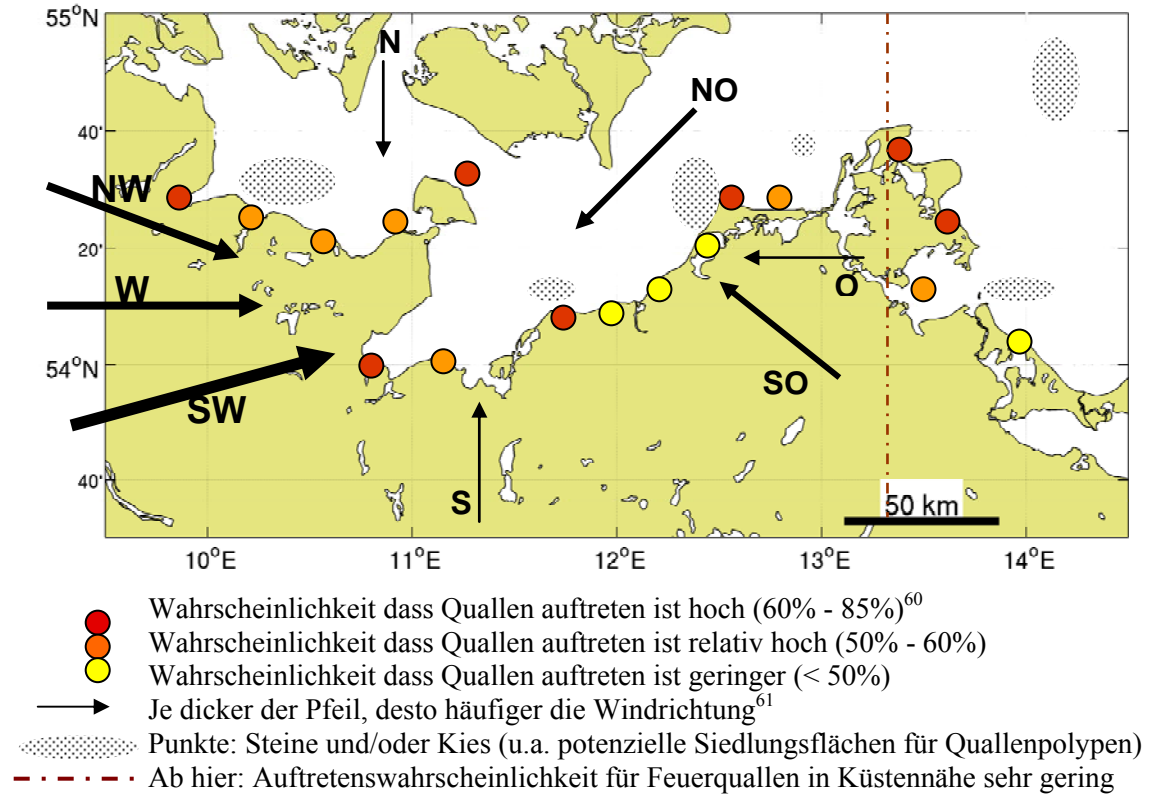 55°N
N
NO
40'
NW
20'
W
O
54°N
SO
SW
40'
S
50 km
10°E
11°E
12°E
13°E
14°E
Wahrscheinlichkeit dass Quallen auftreten ist hoch (60% - 85%)60
Wahrscheinlichkeit dass Quallen auftreten ist relativ hoch (50% - 60%)
Wahrscheinlichkeit dass Quallen auftreten ist geringer (< 50%)
Je dicker der Pfeil, desto häufiger die Windrichtung61
Punkte: Steine und/oder Kies (u.a. potenzielle Siedlungsflächen für Quallenpolypen)
Ab hier: Auftretenswahrscheinlichkeit für Feuerquallen in Küstennähe sehr gering